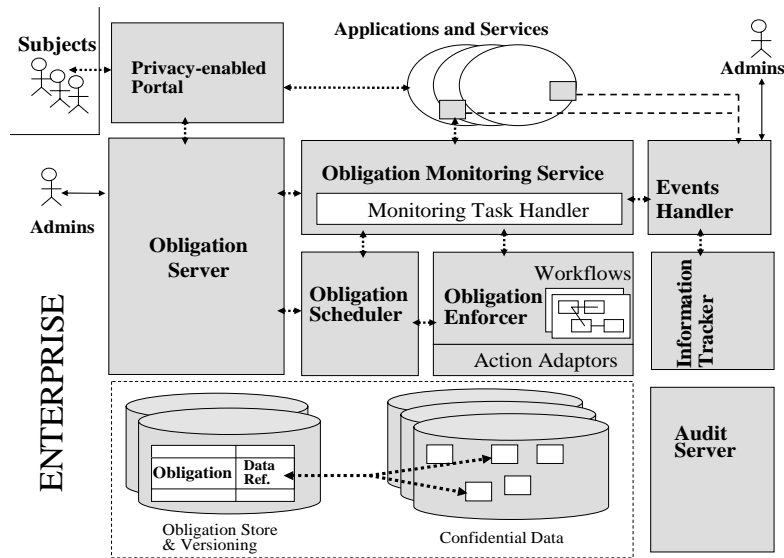 Subjects
Privacy-enabled
Portal
Applications and Services
Admins
Admins
Obligation
Server
Obligation Monitoring Service
Monitoring Task Handler
Events
Handler
Obligation
Scheduler
Workflows
Obligation
Enforcer
Action Adaptors
Information
Tracker
ENTERPRISE
Obligation
Data
Ref.
Obligation Store
& Versioning
Confidential Data
Audit
Server